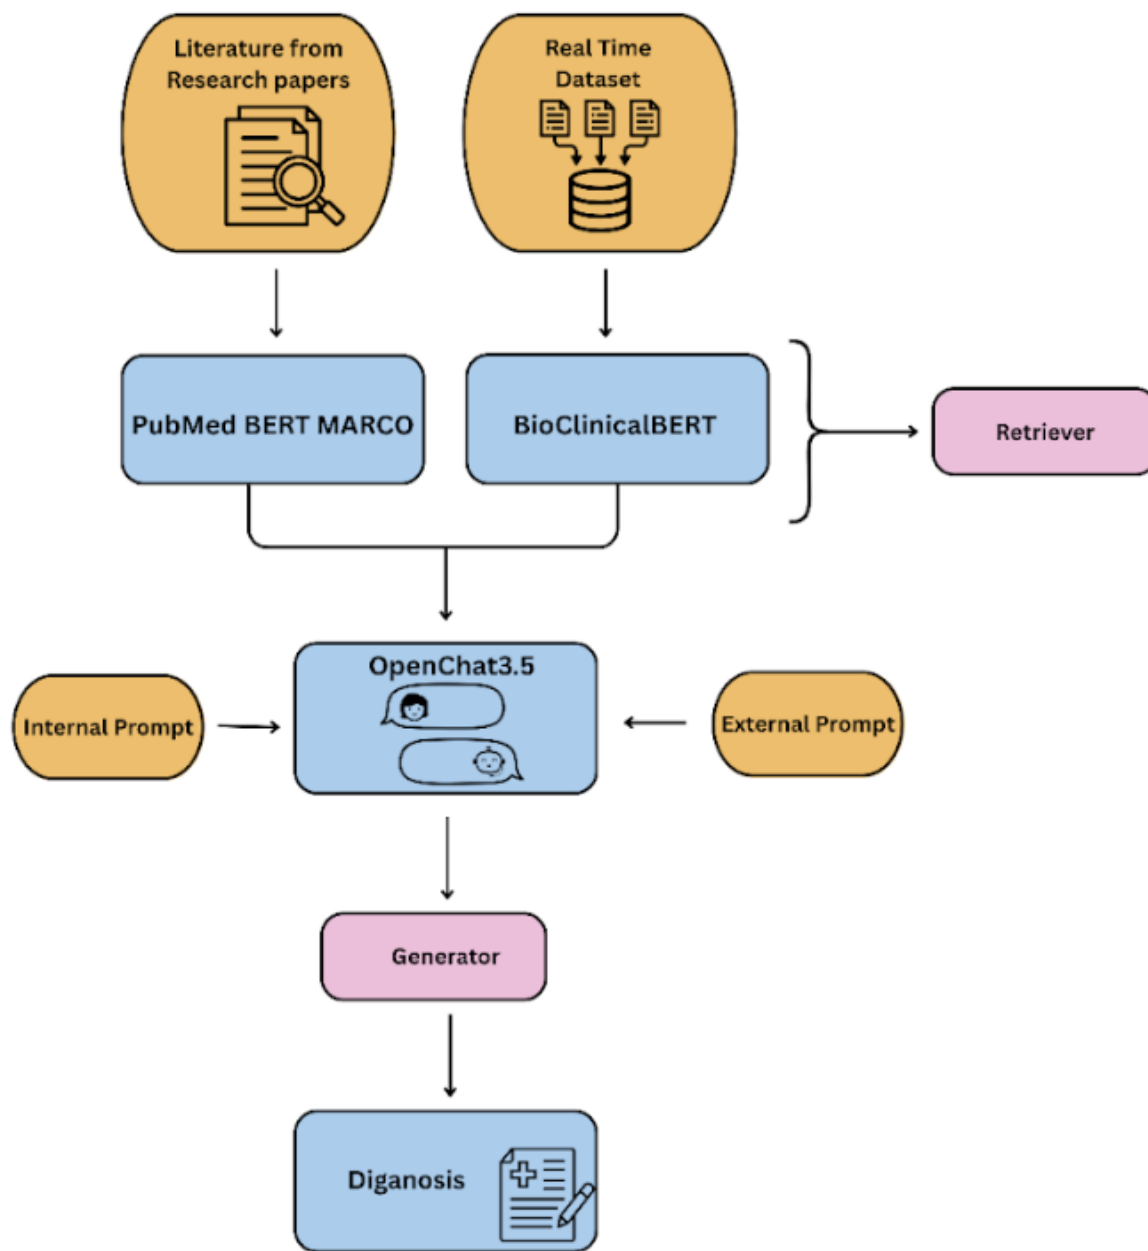 Literature from
Research papers
Real Time
Dataset
PubMed BERT MARCO
BioClinicalBERT
Retriever
OpenChat3.5
Internal Prompt
External Prompt
Generator
Diganosis